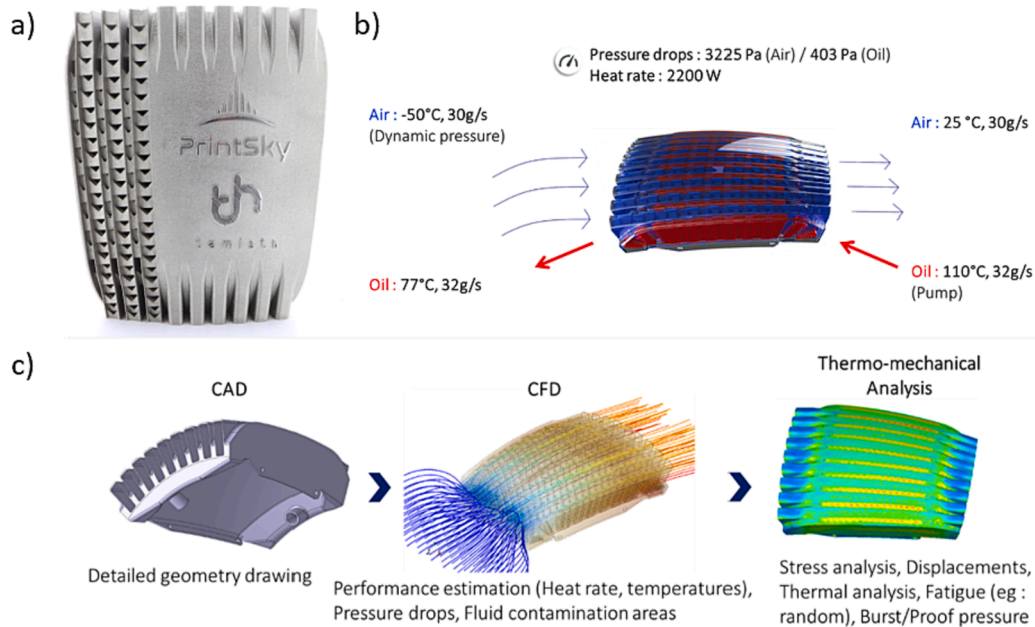 a)
PrintSky
th
temisth
b)
Pressure drops : 3225 Pa (Air) / 403 Pa (Oil)
Heat rate : 2200 W
Air : -50°C, 30g/s
(Dynamic pressure)
Air : 25 °C, 30g/s
Oil : 77°C, 32g/s
Oil : 110°C, 32g/s
(Pump)
c)
CAD
CFD
Thermo-mechanical
Analysis
Detailed geometry drawing
Performance estimation (Heat rate, temperatures),
Pressure drops, Fluid contamination areas
Stress analysis, Displacements,
Thermal analysis, Fatigue (eg :
random), Burst/Proof pressure